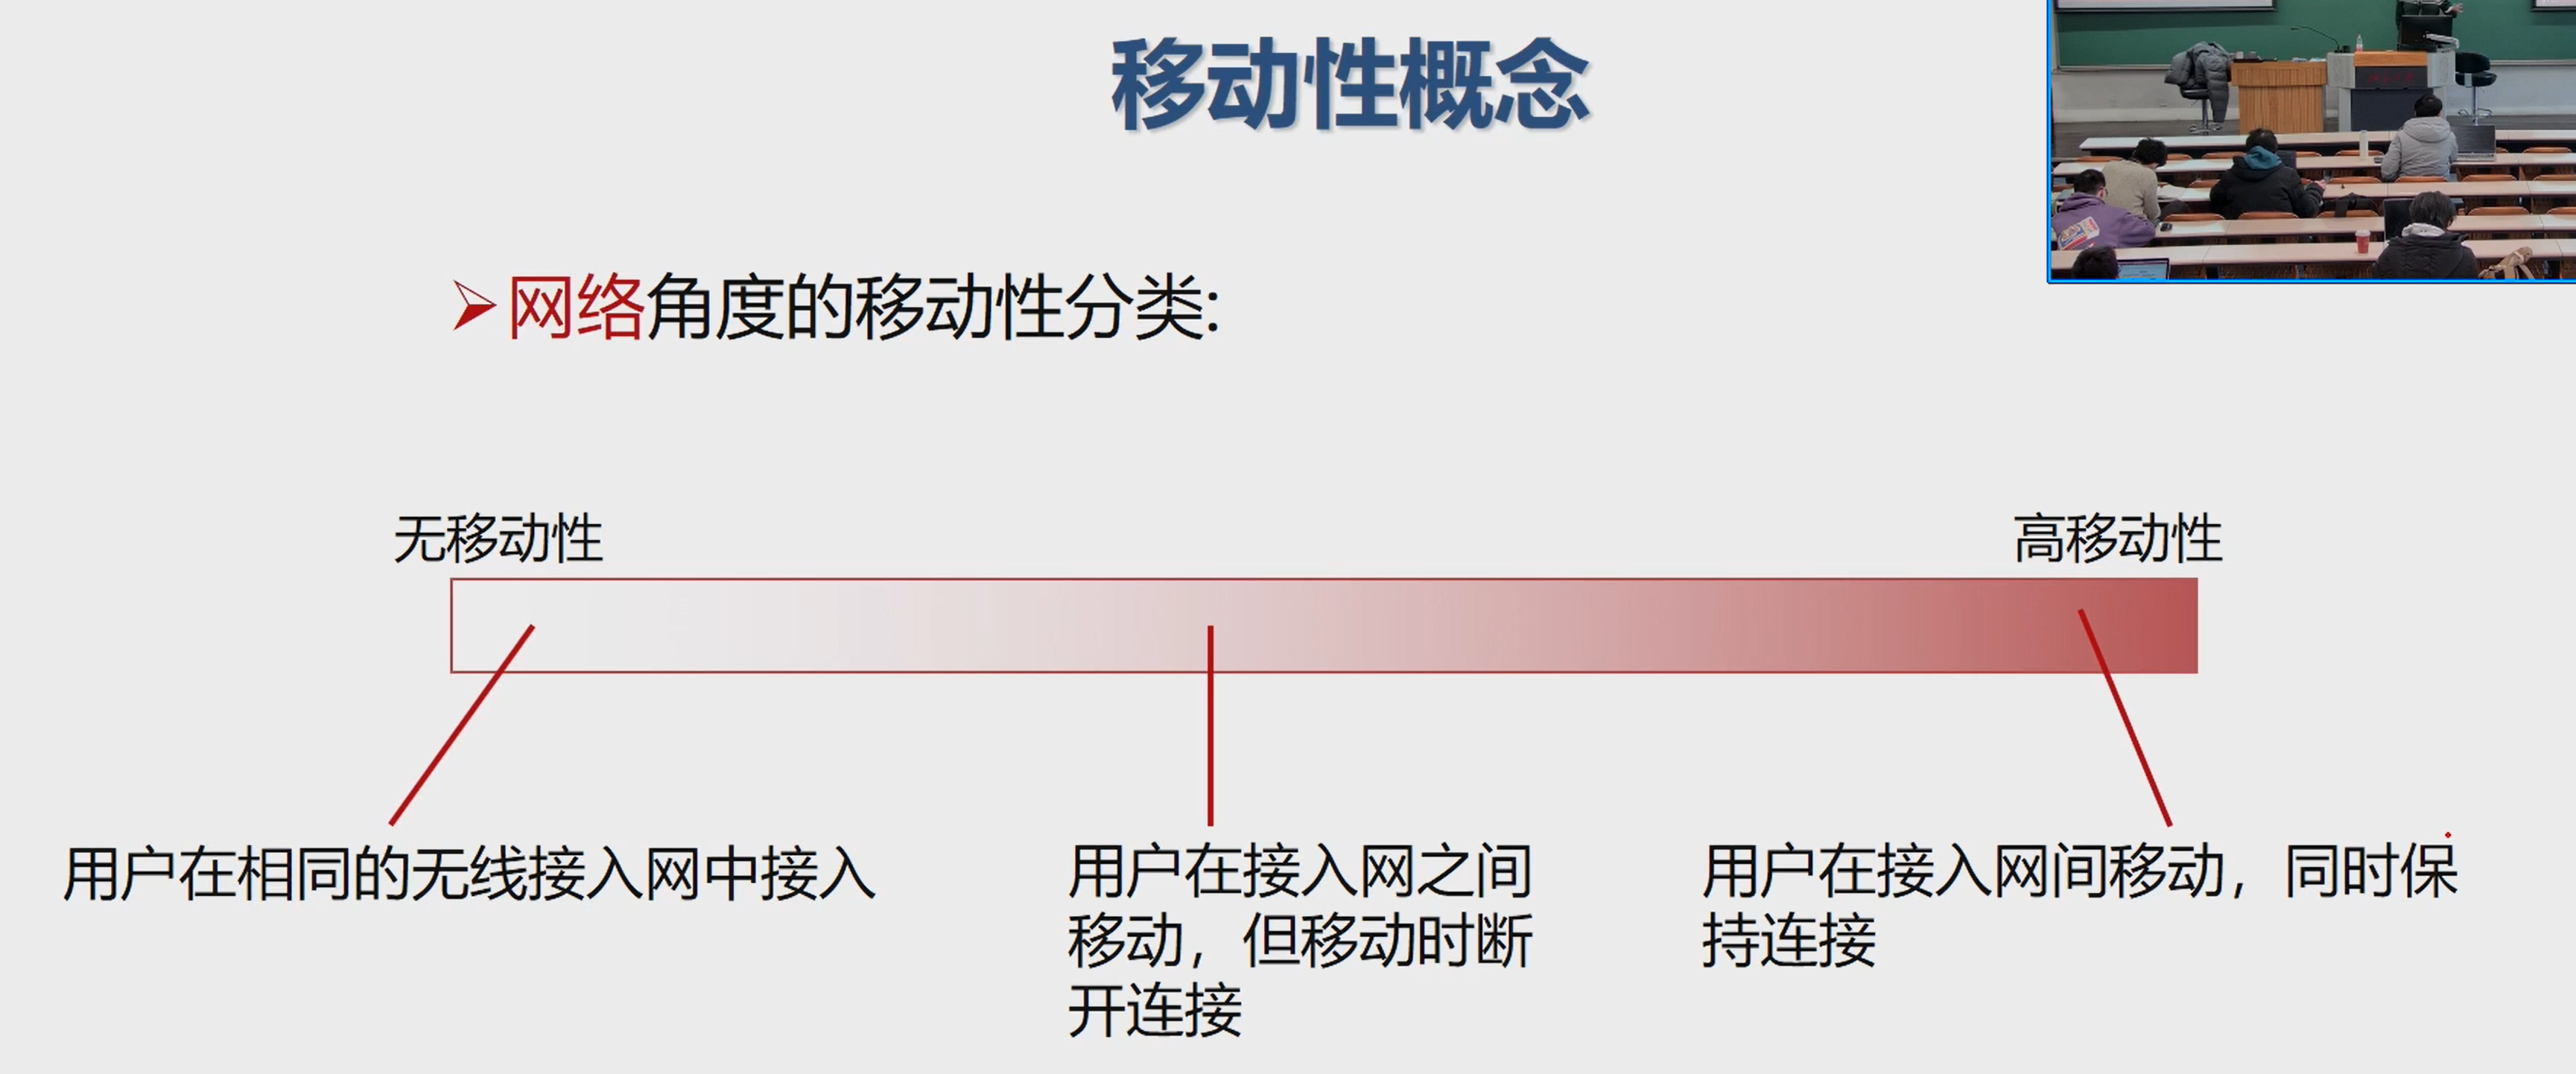 移动性概念
➢网络角度的移动性分类:
无移动性
高移动性
用户在相同的无线接入网中接入
用户在接入网之间
移动，但移动时断
开连接
用户在接入网间移动，同时保
持连接